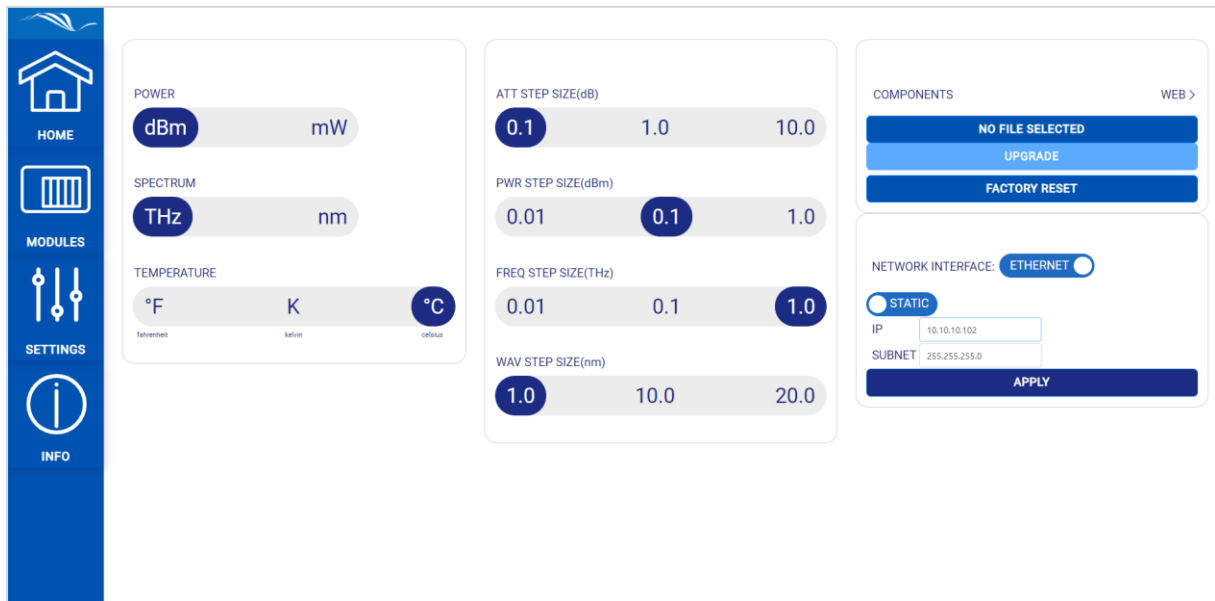 HOME
MODULES
SETTINGS
INFO
POWER
dBm mW
SPECTRUM
THz nm
TEMPERATURE
°F K °C
fahrenheit kelvin celsius
ATT STEP SIZE(dB)
0.1 1.0 10.0
PWR STEP SIZE(dBm)
0.01 0.1 1.0
FREQ STEP SIZE(THz)
0.01 0.1 1.0
WAV STEP SIZE(nm)
1.0 10.0 20.0
COMPONENTS WEB >
NO FILE SELECTED
UPGRADE
FACTORY RESET
NETWORK INTERFACE: ETHERNET
STATIC
IP 10.10.10.102
SUBNET 255.255.255.0
APPLY